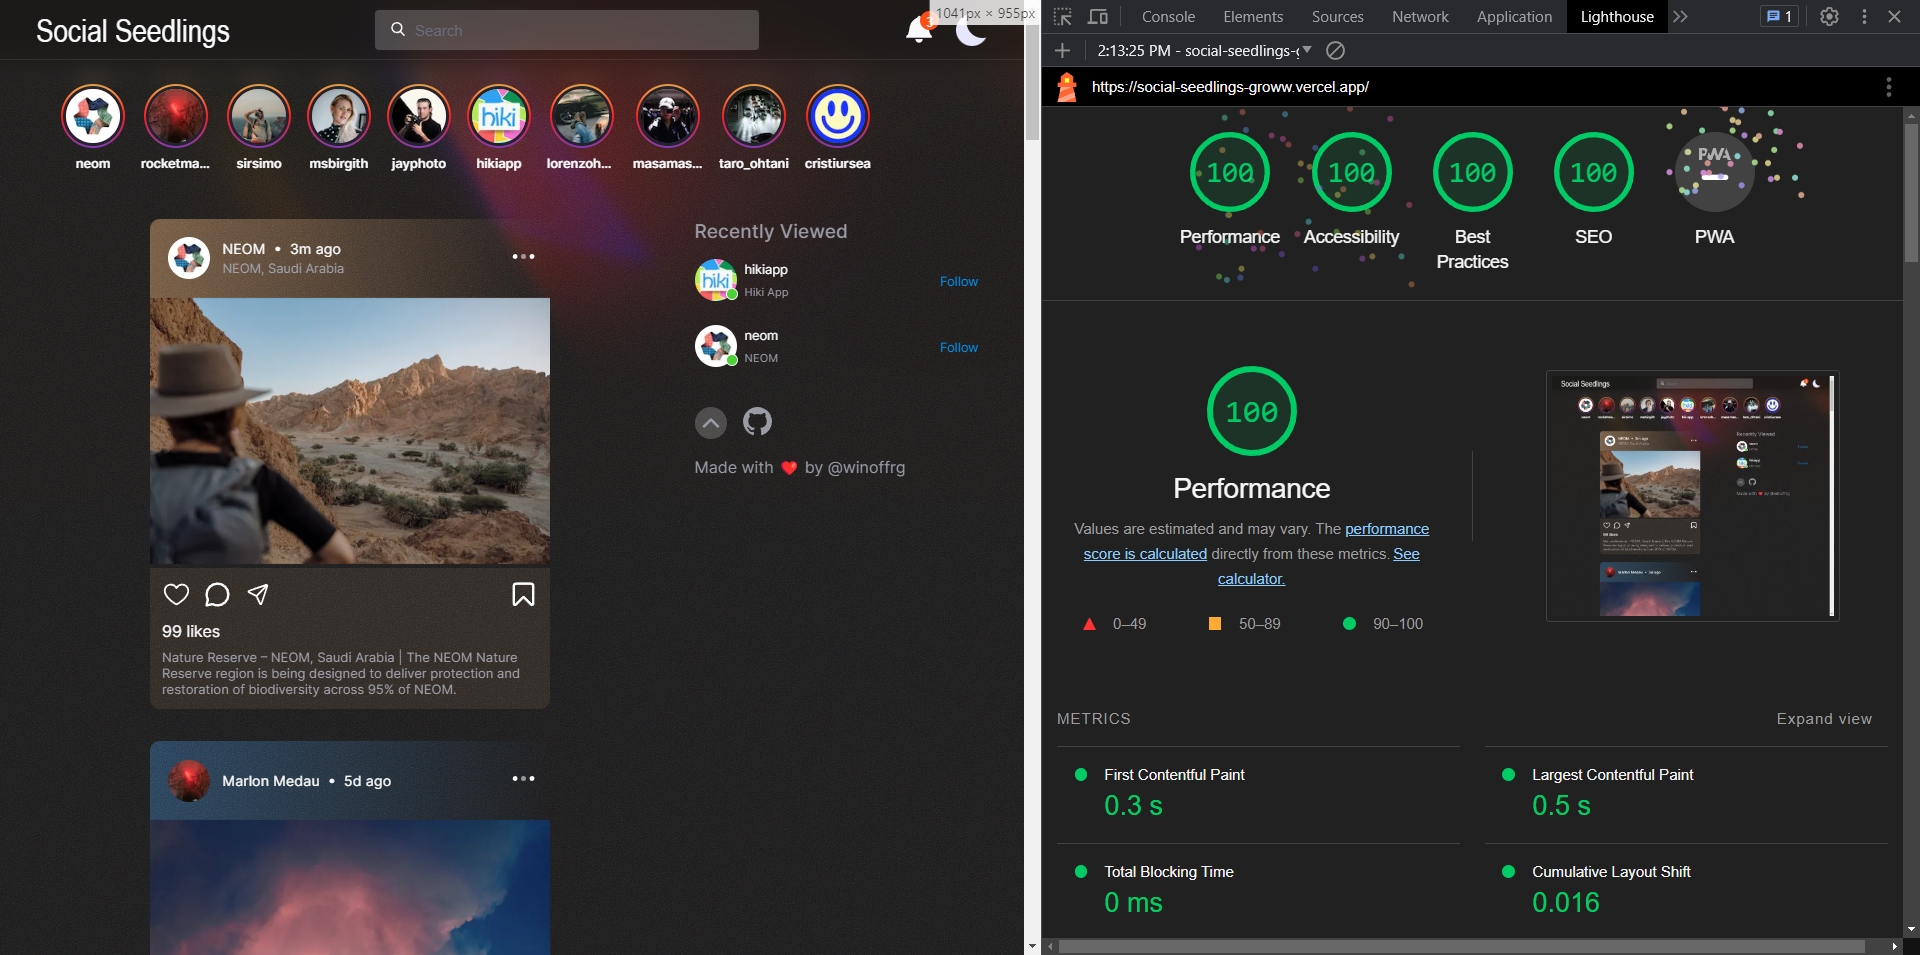 Social Seedlings
Search
3
1041px × 955px
neom
rocketma...
sirsimo
msbirgith
jayphoto
hiki
hikiapp
lorenzoh...
masamas...
taro_ohtani
cristiursea
NEOM • 3m ago
NEOM, Saudi Arabia
99 likes
Nature Reserve – NEOM, Saudi Arabia | The NEOM Nature
Reserve region is being designed to deliver protection and
restoration of biodiversity across 95% of NEOM.
Marlon Medau • 5d ago
Recently Viewed
hiki
hikiapp
Hiki App
Follow
neom
NEOM
Follow
Made with ❤️ by @winoffrg
Console
Elements
Sources
Network
Application
Lighthouse
1
2:13:25 PM - social-seedlings-g
https://social-seedlings-groww.vercel.app/
100
Performance
100
Accessibility
100
Best
Practices
100
SEO
PWA
PWA
100
Performance
Values are estimated and may vary. The performance
score is calculated directly from these metrics. See
calculator.
0–49
50–89
90–100
Social Seedlings
METRICS
Expand view
First Contentful Paint
0.3 s
Largest Contentful Paint
0.5 s
Total Blocking Time
0 ms
Cumulative Layout Shift
0.016